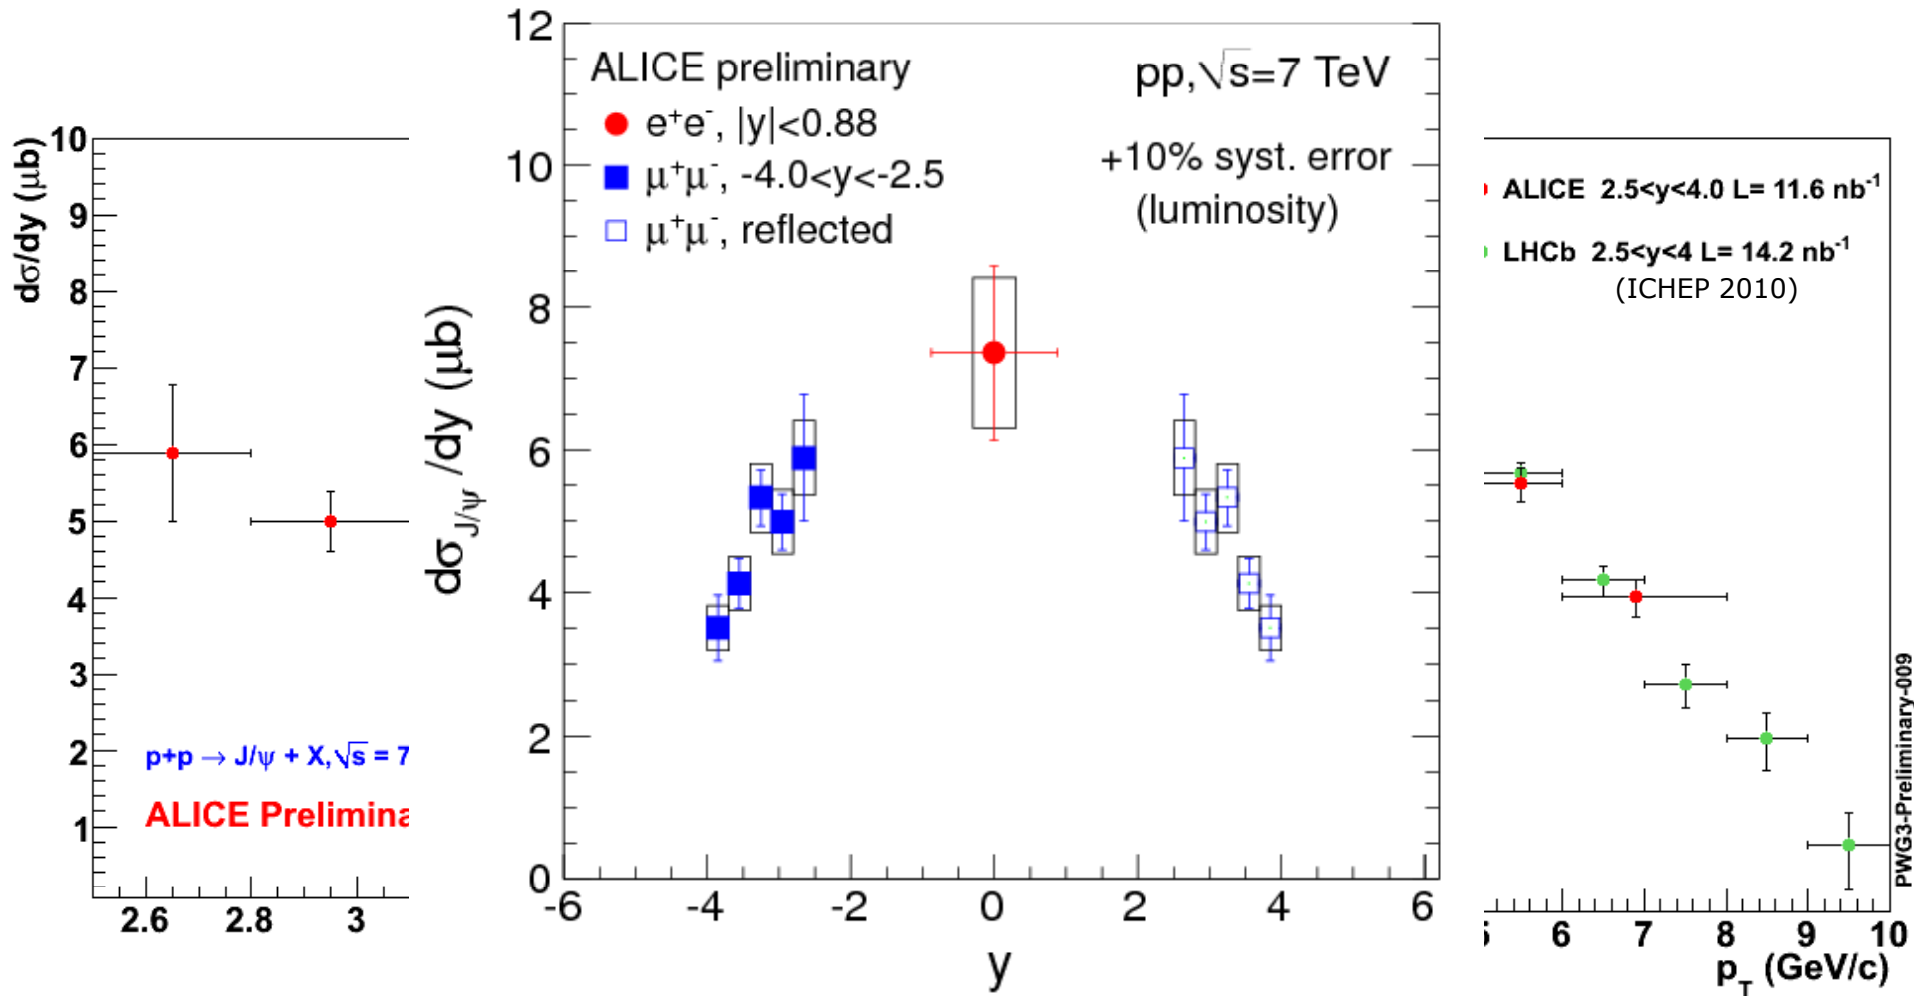 dσ/dy (μb)
10
9
8
7
6
5
4
3
2
1
2.6 2.8 3
p+p → J/ψ + X, √s = 7
ALICE Prelimina
dσJ/ψ /dy (μb)
12
10
8
6
4
2
0
-6 -4 -2 0 2 4 6
y
ALICE preliminary
e⁺e⁻, |y|<0.88
μ⁺μ⁻, -4.0<y<-2.5
μ⁺μ⁻, reflected
pp, √s=7 TeV
+10% syst. error
(luminosity)
ALICE 2.5<y<4.0 L= 11.6 nb⁻¹
LHCb 2.5<y<4 L= 14.2 nb⁻¹
(ICHEP 2010)
6 7 8 9 10
pT (GeV/c)
PWG3-Preliminary-009